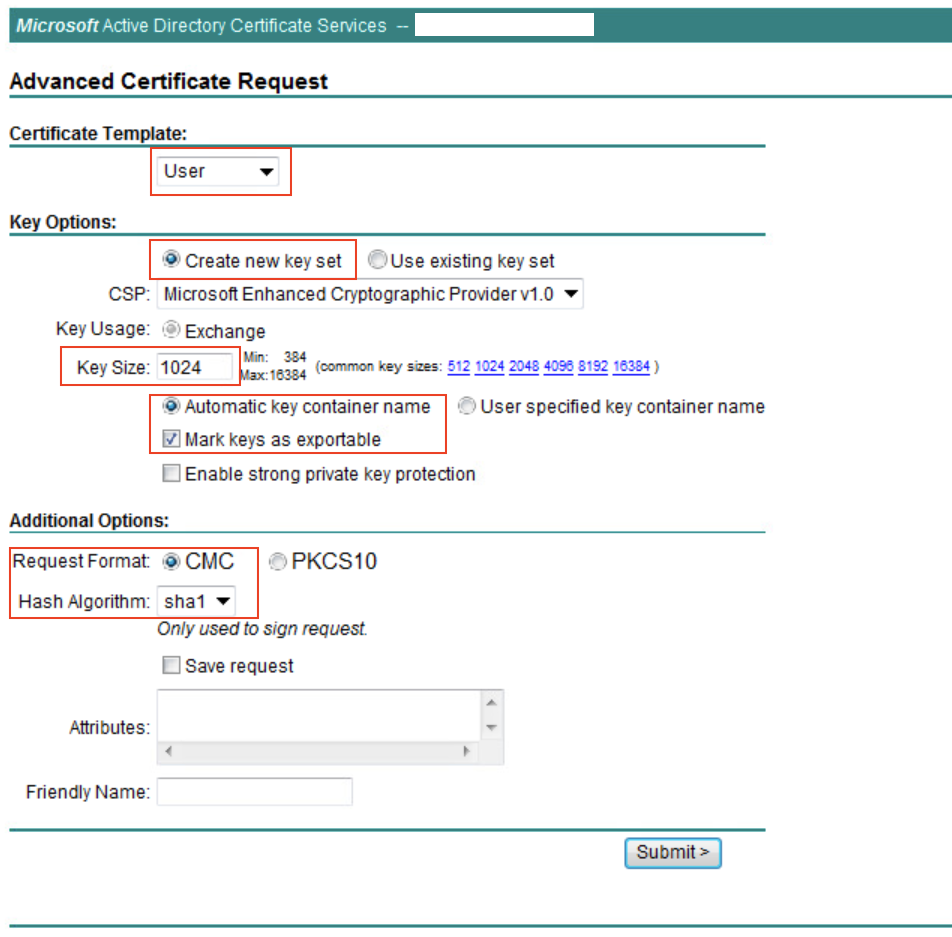 Microsoft Active Directory Certificate Services --
Advanced Certificate Request
Certificate Template:
User
Key Options:
Create new key set Use existing key set
CSP: Microsoft Enhanced Cryptographic Provider v1.0
Key Usage: Exchange
Key Size: 1024 Min: 384 Max:16384 (common key sizes: 512 1024 2048 4096 8192 16384 )
Automatic key container name User specified key container name
Mark keys as exportable
Enable strong private key protection
Additional Options:
Request Format: CMC PKCS10
Hash Algorithm: sha1
Only used to sign request.
Save request
Attributes:
Friendly Name:
Submit >